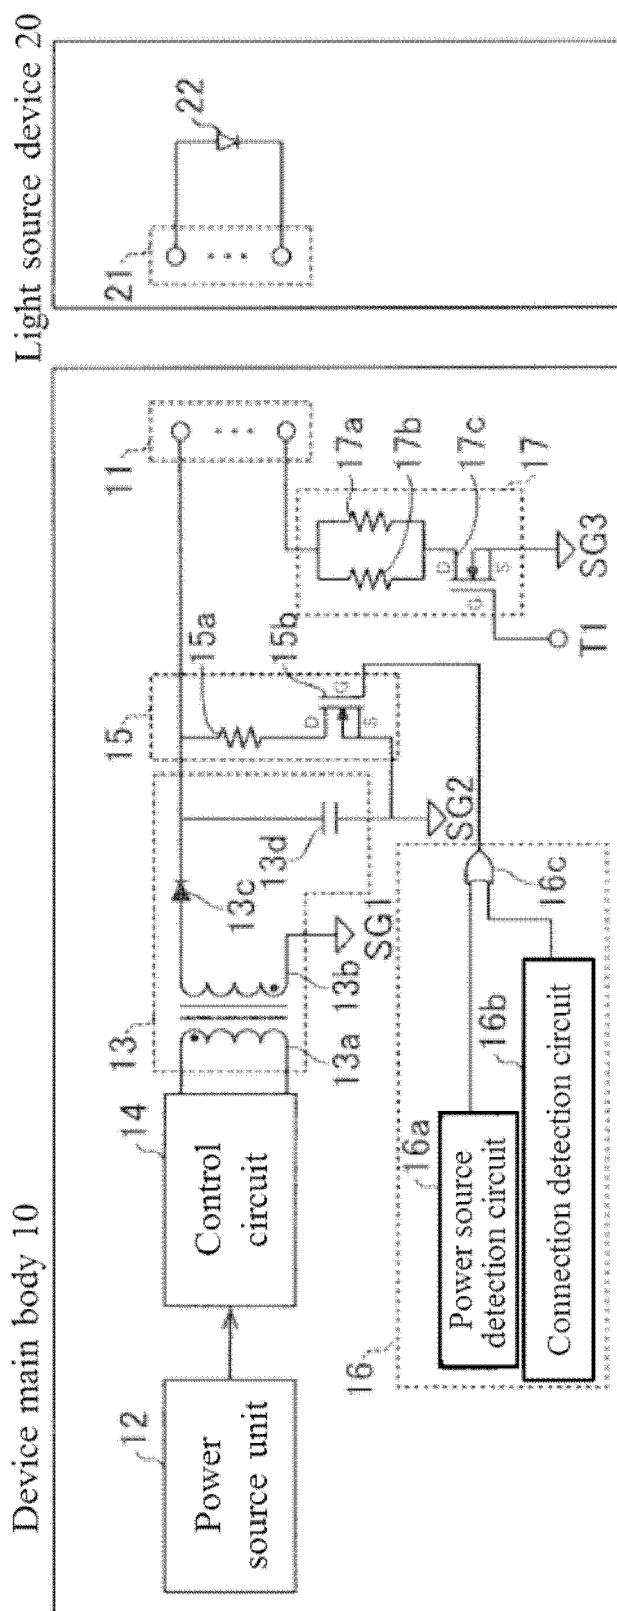 Device main body 10
Light source device 20
12
Power
source unit
14
Control
circuit
13
13a
13b
SG1
13c
13d
SG2
15
15a
15b
D
G
S
11
17a
17b
17c
17
D
G
S
SG3
T1
21
22
16
16a
Power source
detection circuit
16b
Connection detection circuit
16c